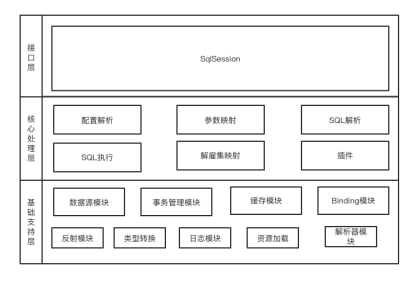 接口层
SqlSession
核心处理层
配置解析
参数映射
SQL解析
SQL执行
解雇集映射
插件
基础支持层
数据源模块
事务管理模块
缓存模块
Binding模块
反射模块
类型转换
日志模块
资源加载
解析器模
块